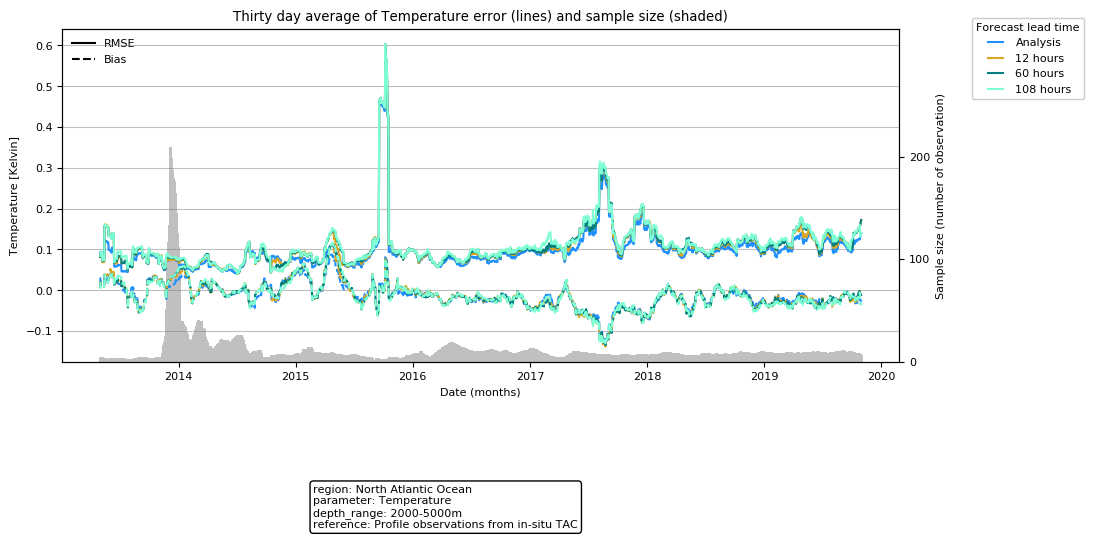 Thirty day average of Temperature error (lines) and sample size (shaded)
Forecast lead time
Analysis
12 hours
60 hours
108 hours
RMSE
Bias
0.6
0.5
0.4
0.3
0.2
0.1
0.0
−0.1
Temperature [Kelvin]
200
100
0
Sample size (number of observation)
2014 2015 2016 2017 2018 2019 2020
Date (months)
region: North Atlantic Ocean
parameter: Temperature
depth_range: 2000-5000m
reference: Profile observations from in-situ TAC